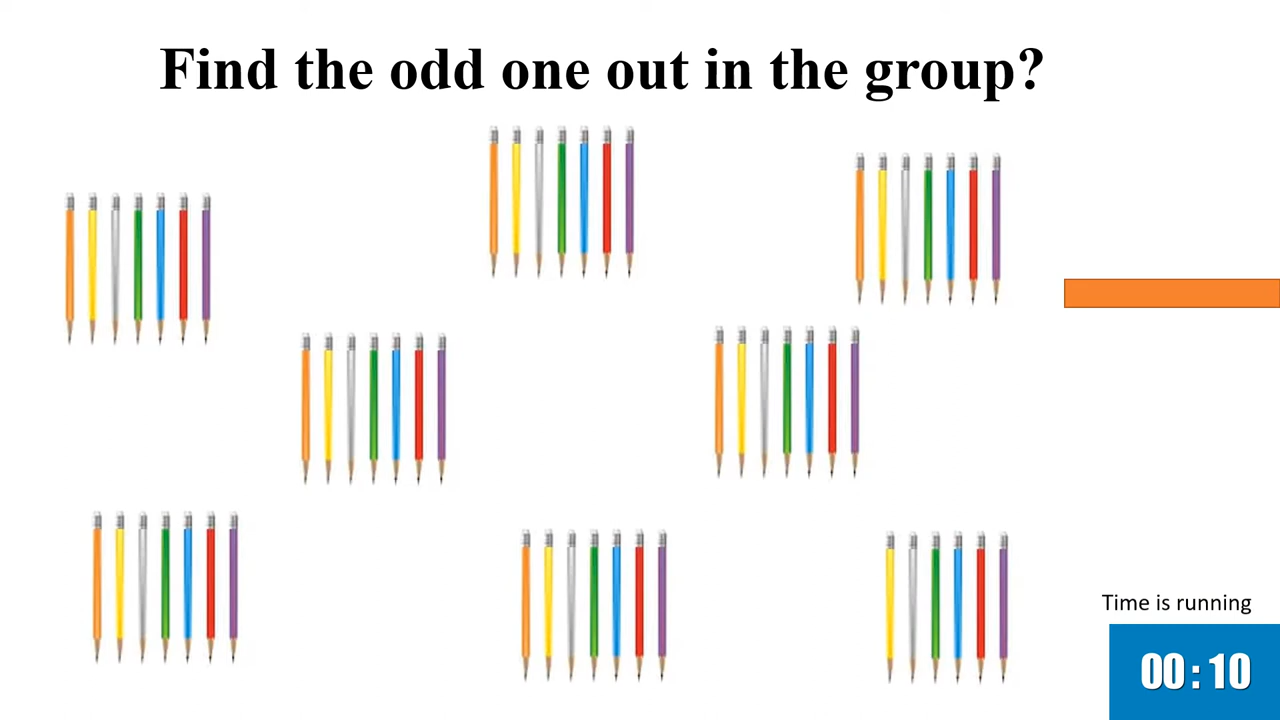 Find the odd one out in the group?
Time is running
00:10